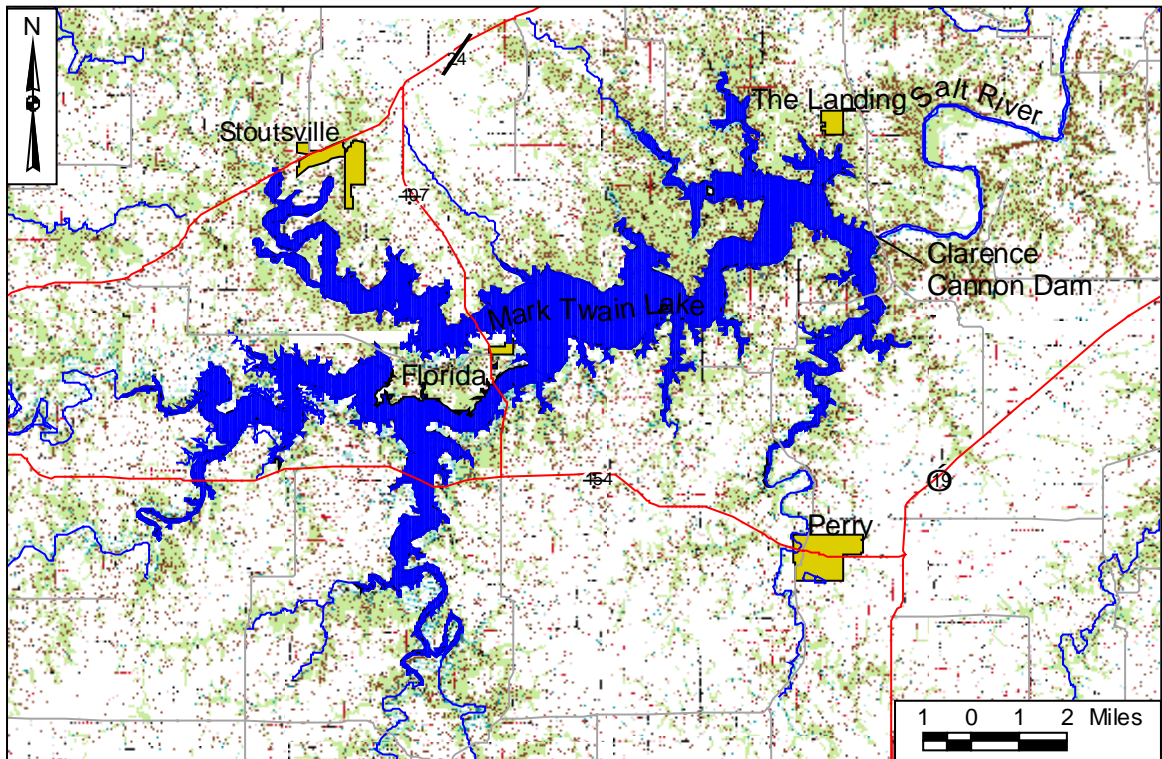 N
24
The Landing
Salt River
Stoutsville
107
Clarence
Cannon Dam
Mark Twain Lake
Florida
154
19
Perry
1 0 1 2 Miles